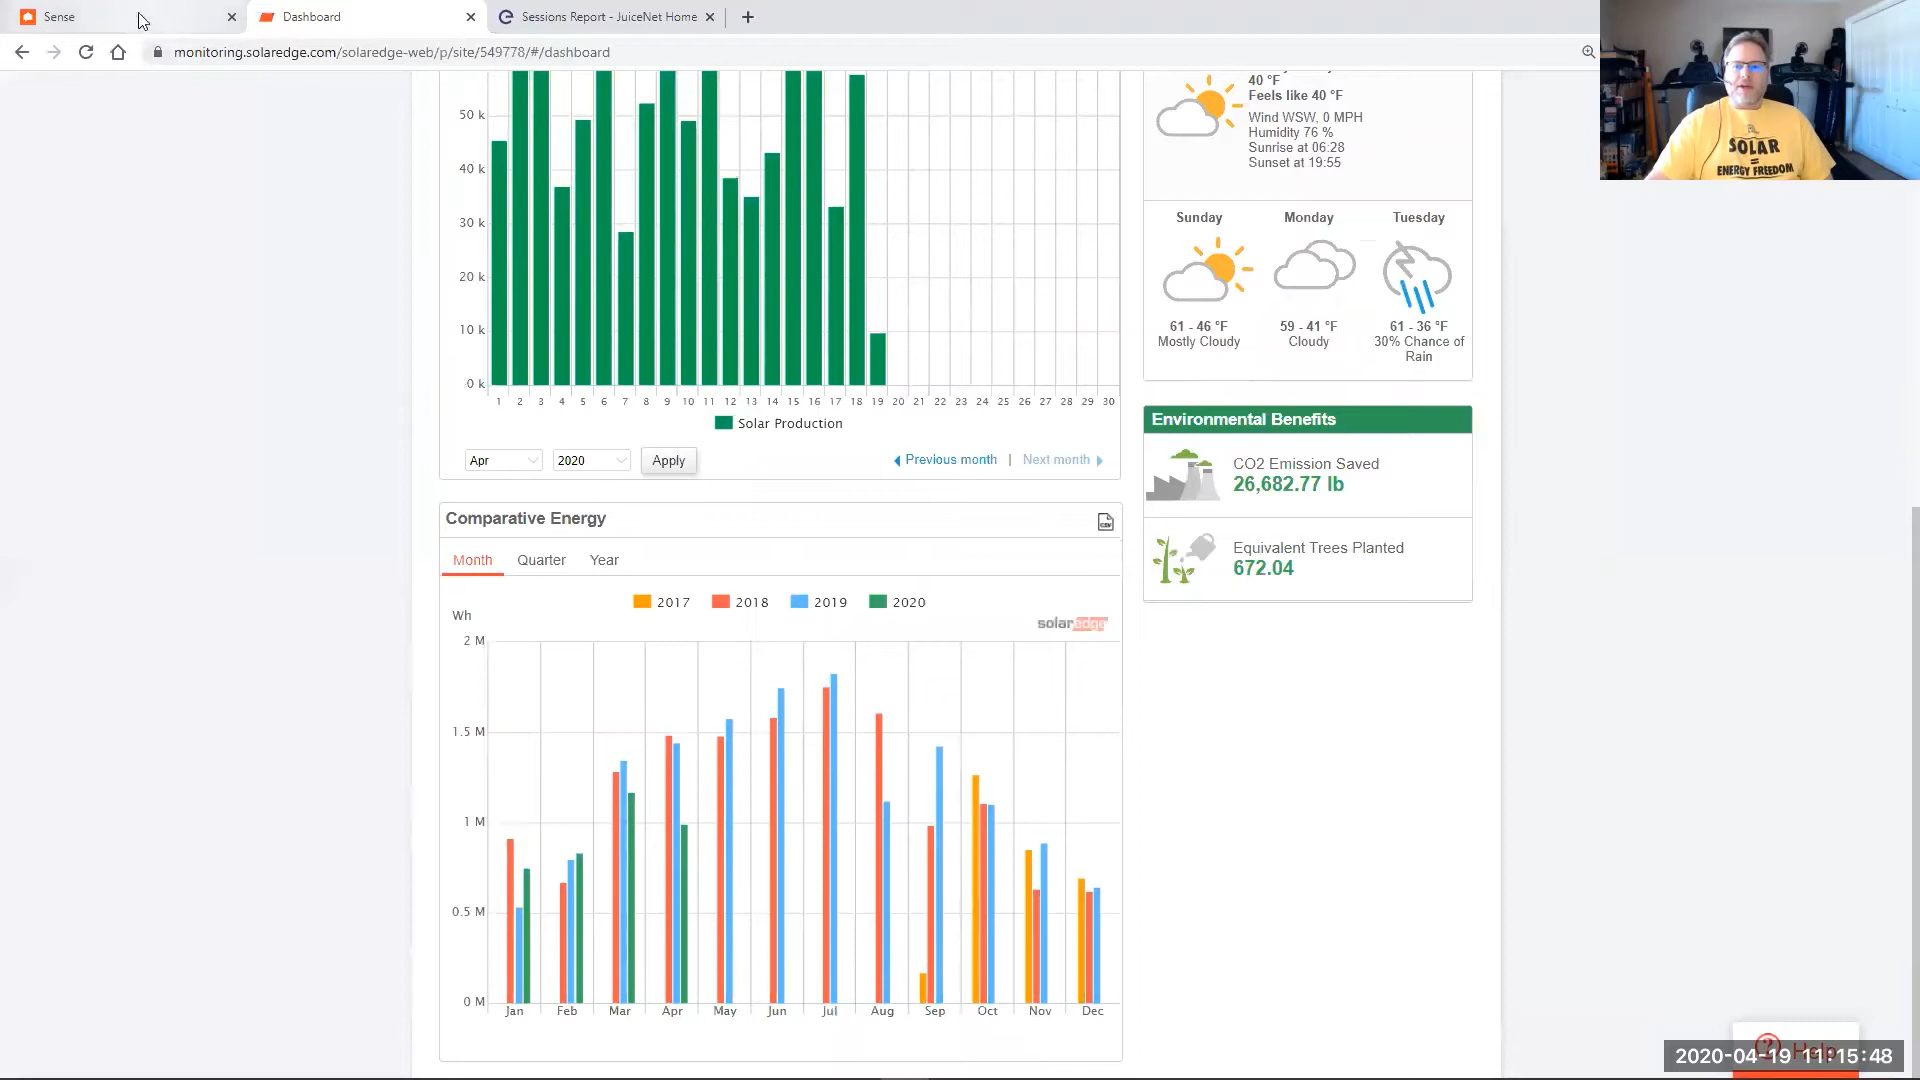 Sense
Dashboard
Sessions Report - JuiceNet Home
monitoring.solaredge.com/solaredge-web/p/site/549778/#/dashboard
50 k
40 k
30 k
20 k
10 k
0 k
1 2 3 4 5 6 7 8 9 10 11 12 13 14 15 16 17 18 19 20 21 22 23 24 25 26 27 28 29 30
Solar Production
Apr 2020 Apply Previous month | Next month
Comparative Energy
Month Quarter Year
2017 2018 2019 2020
Wh
solaredge
2 M
1.5 M
1 M
0.5 M
0 M
Jan Feb Mar Apr May Jun Jul Aug Sep Oct Nov Dec
40 °F
Feels like 40 °F
Wind WSW, 0 MPH
Humidity 76 %
Sunrise at 06:28
Sunset at 19:55
Sunday Monday Tuesday
61 - 46 °F 59 - 41 °F 61 - 36 °F
Mostly Cloudy Cloudy 30% Chance of
Rain
Environmental Benefits
CO2 Emission Saved
26,682.77 lb
Equivalent Trees Planted
672.04
SOLAR
=
ENERGY FREEDOM
Help
2020-04-19 11:15:48